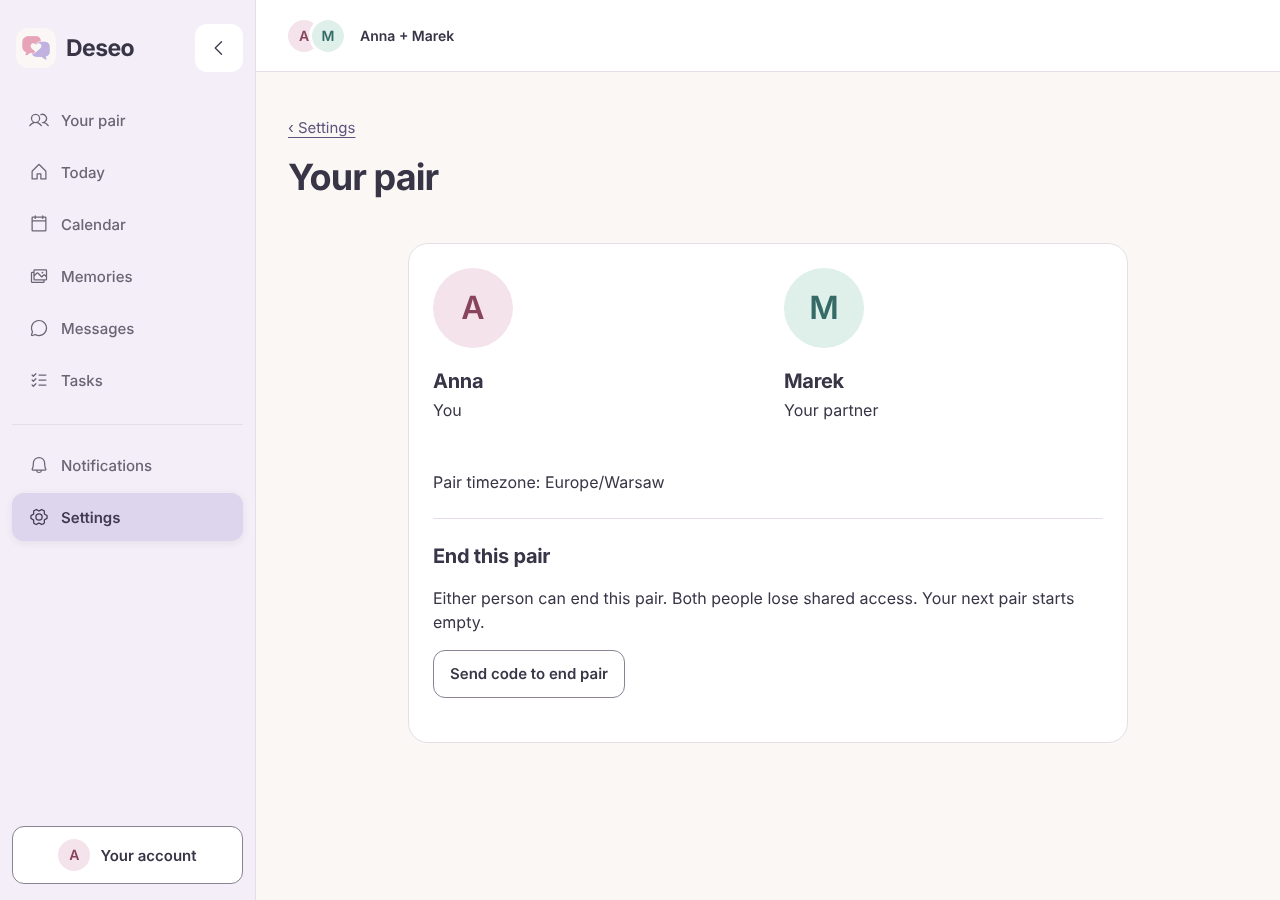 Deseo
Your pair
Today
Calendar
Memories
Messages
Tasks
Notifications
Settings
A Your account
A M Anna + Marek
‹ Settings
Your pair
A
Anna
You
M
Marek
Your partner
Pair timezone: Europe/Warsaw
End this pair
Either person can end this pair. Both people lose shared access. Your next pair starts
empty.
Send code to end pair